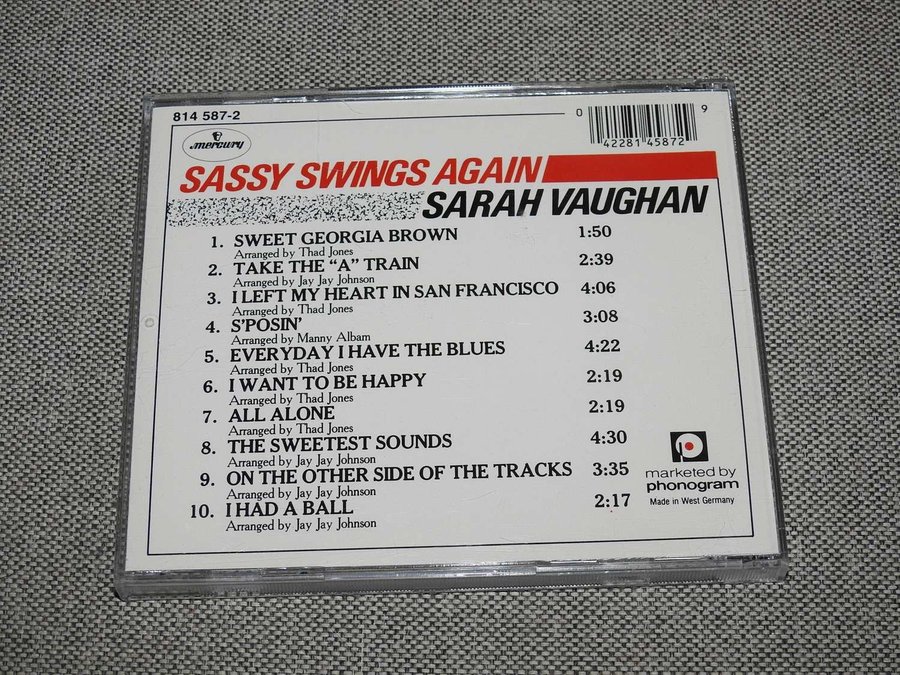 814 587-2
0 42281 45872 9
mercury
SASSY SWINGS AGAIN
SARAH VAUGHAN
1. SWEET GEORGIA BROWN 1:50
Arranged by Thad Jones
2. TAKE THE “A” TRAIN 2:39
Arranged by Jay Jay Johnson
3. I LEFT MY HEART IN SAN FRANCISCO 4:06
Arranged by Thad Jones
4. S’POSIN’ 3:08
Arranged by Manny Albam
5. EVERYDAY I HAVE THE BLUES 4:22
Arranged by Thad Jones
6. I WANT TO BE HAPPY 2:19
Arranged by Thad Jones
7. ALL ALONE 2:19
Arranged by Thad Jones
8. THE SWEETEST SOUNDS 4:30
Arranged by Jay Jay Johnson
9. ON THE OTHER SIDE OF THE TRACKS 3:35
Arranged by Jay Jay Johnson
10. I HAD A BALL 2:17
Arranged by Jay Jay Johnson
marketed by
phonogram
Made in West Germany